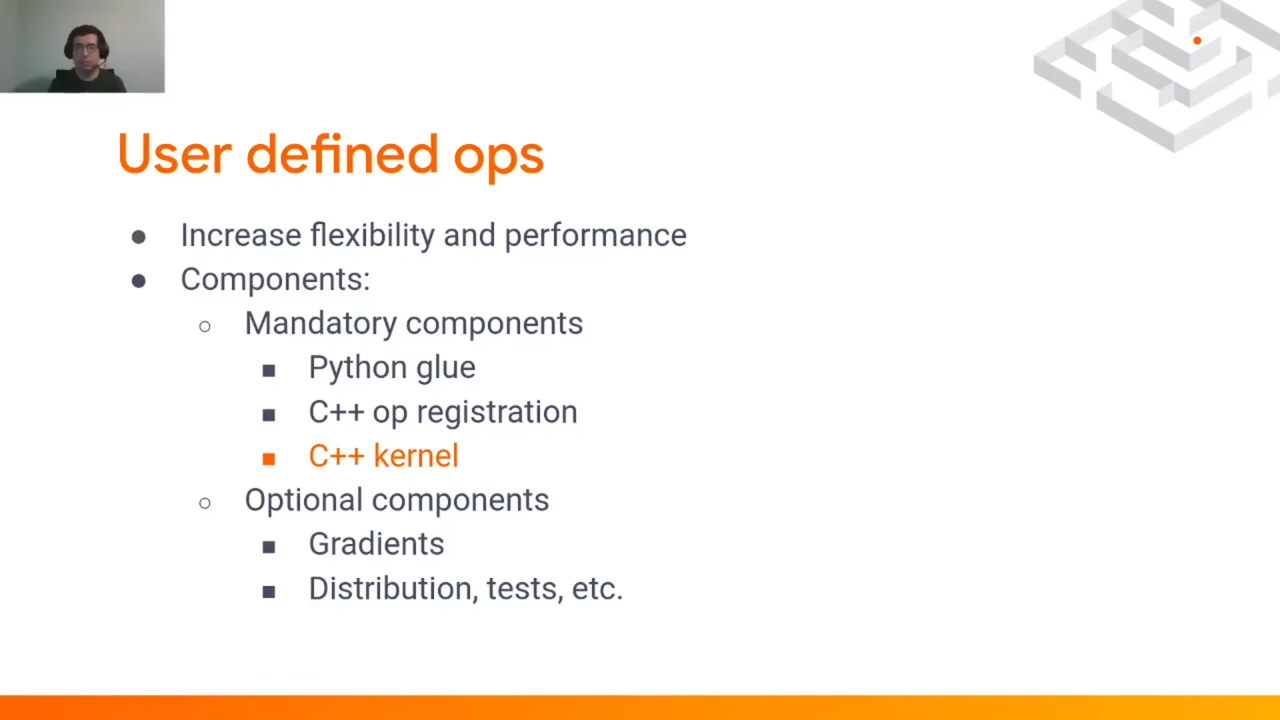 User defined ops
● Increase flexibility and performance
● Components:
○ Mandatory components
■ Python glue
■ C++ op registration
■ C++ kernel
○ Optional components
■ Gradients
■ Distribution, tests, etc.